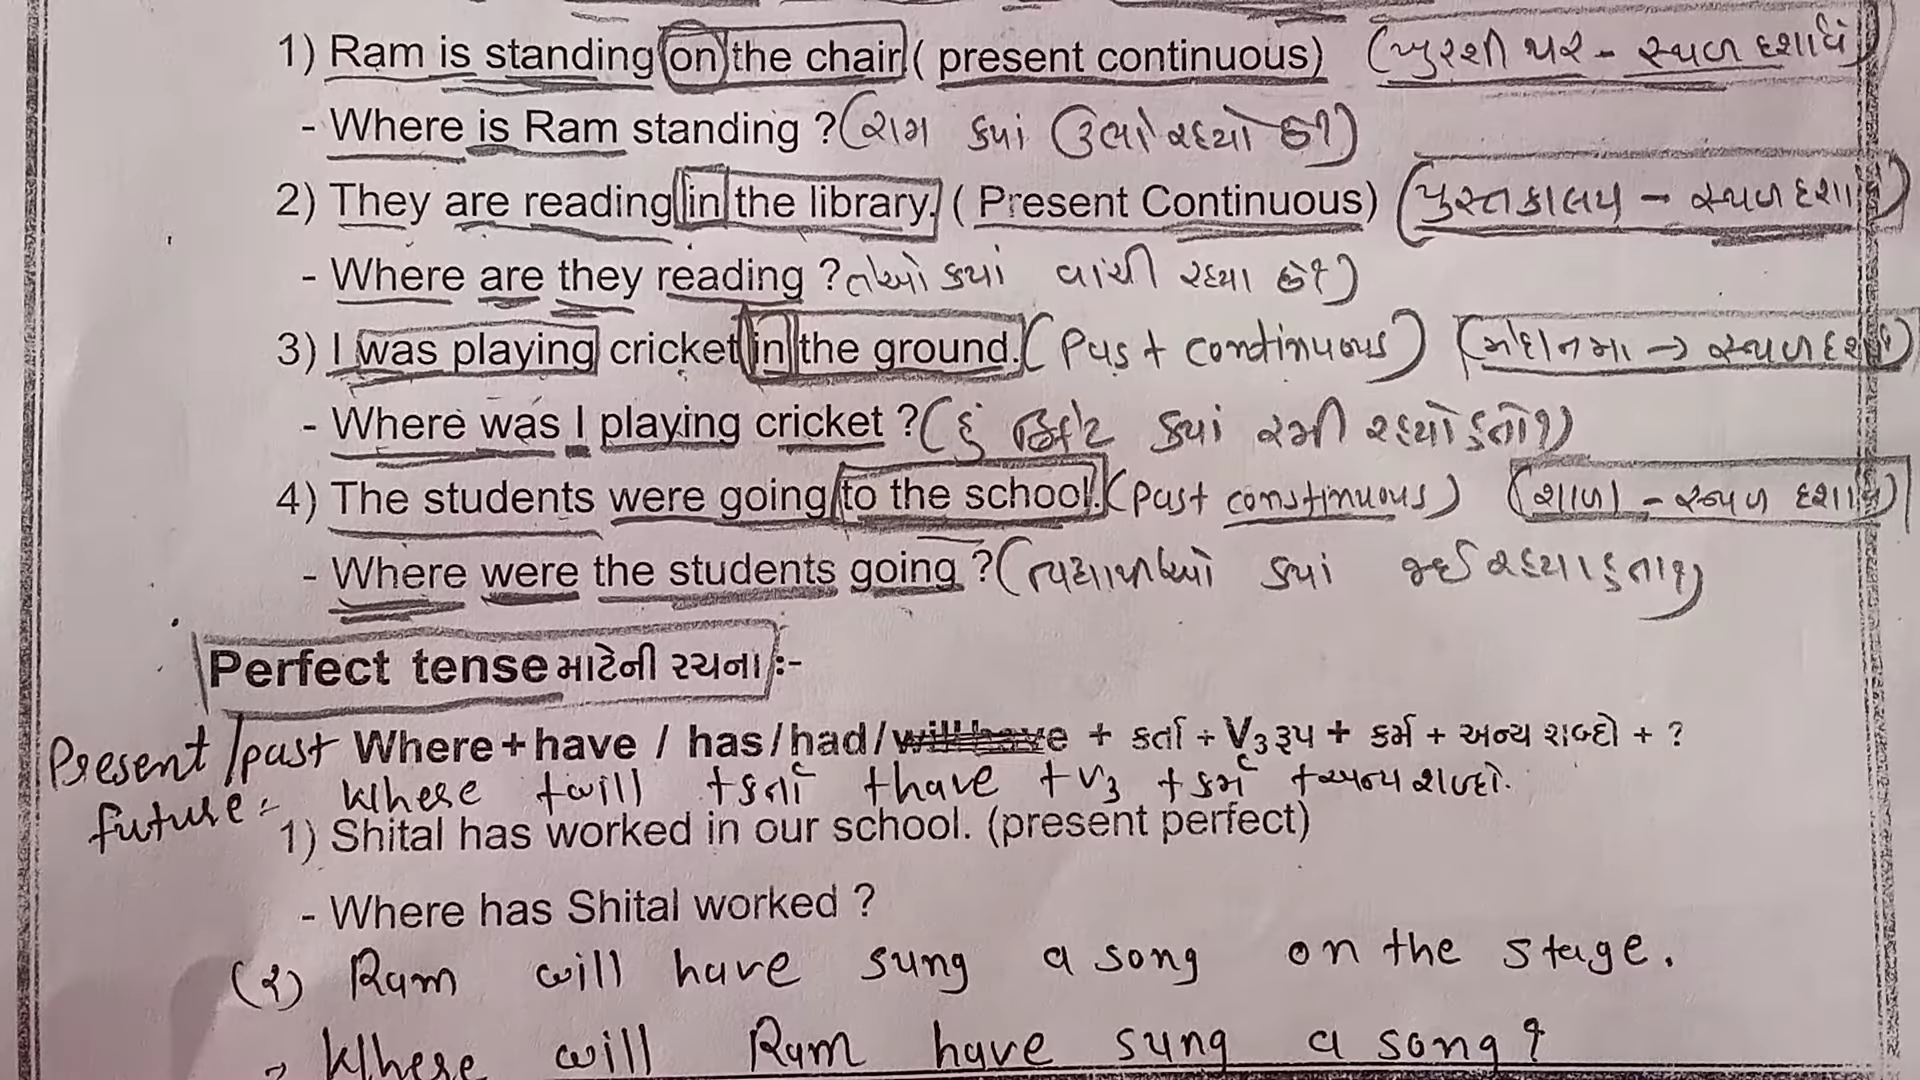 1) Ram is standing on the chair ( present continuous) (ખુરશી પર - સ્થળ દર્શાવે)
- Where is Ram standing ? (રામ કયાં ઉભો રહ્યો છે?)
2) They are reading in the library. ( Present Continuous) (પુસ્તકાલય - સ્થળ દર્શાવે)
- Where are they reading ? તેઓ કયાં વાંચી રહ્યા છે?)
3) I was playing cricket in the ground. (Past continuous) (મેદાનમા → સ્થળ દર્શાવે)
- Where was I playing cricket ? (હું ક્રિકેટ કયાં રમી રહ્યો હતો?)
4) The students were going to the school. (Past constinuous) (શાળા - સ્થળ દર્શાવે)
- Where were the students going ? (વિદ્યાર્થીઓ કયાં જઈ રહ્યા હતા?)
Perfect tense માટેની રચના :-
Present / past Where + have / has / had / + કર્તા + V3 રૂપ + કર્મ + અન્ય શબ્દો + ?
future :- Where + will + કર્તા + have + V3 + કર્મ + અન્ય શબ્દો.
1) Shital has worked in our school. (present perfect)
- Where has Shital worked ?
(૨) Ram will have sung a song on the stage.
→ Where will Ram have sung a song?